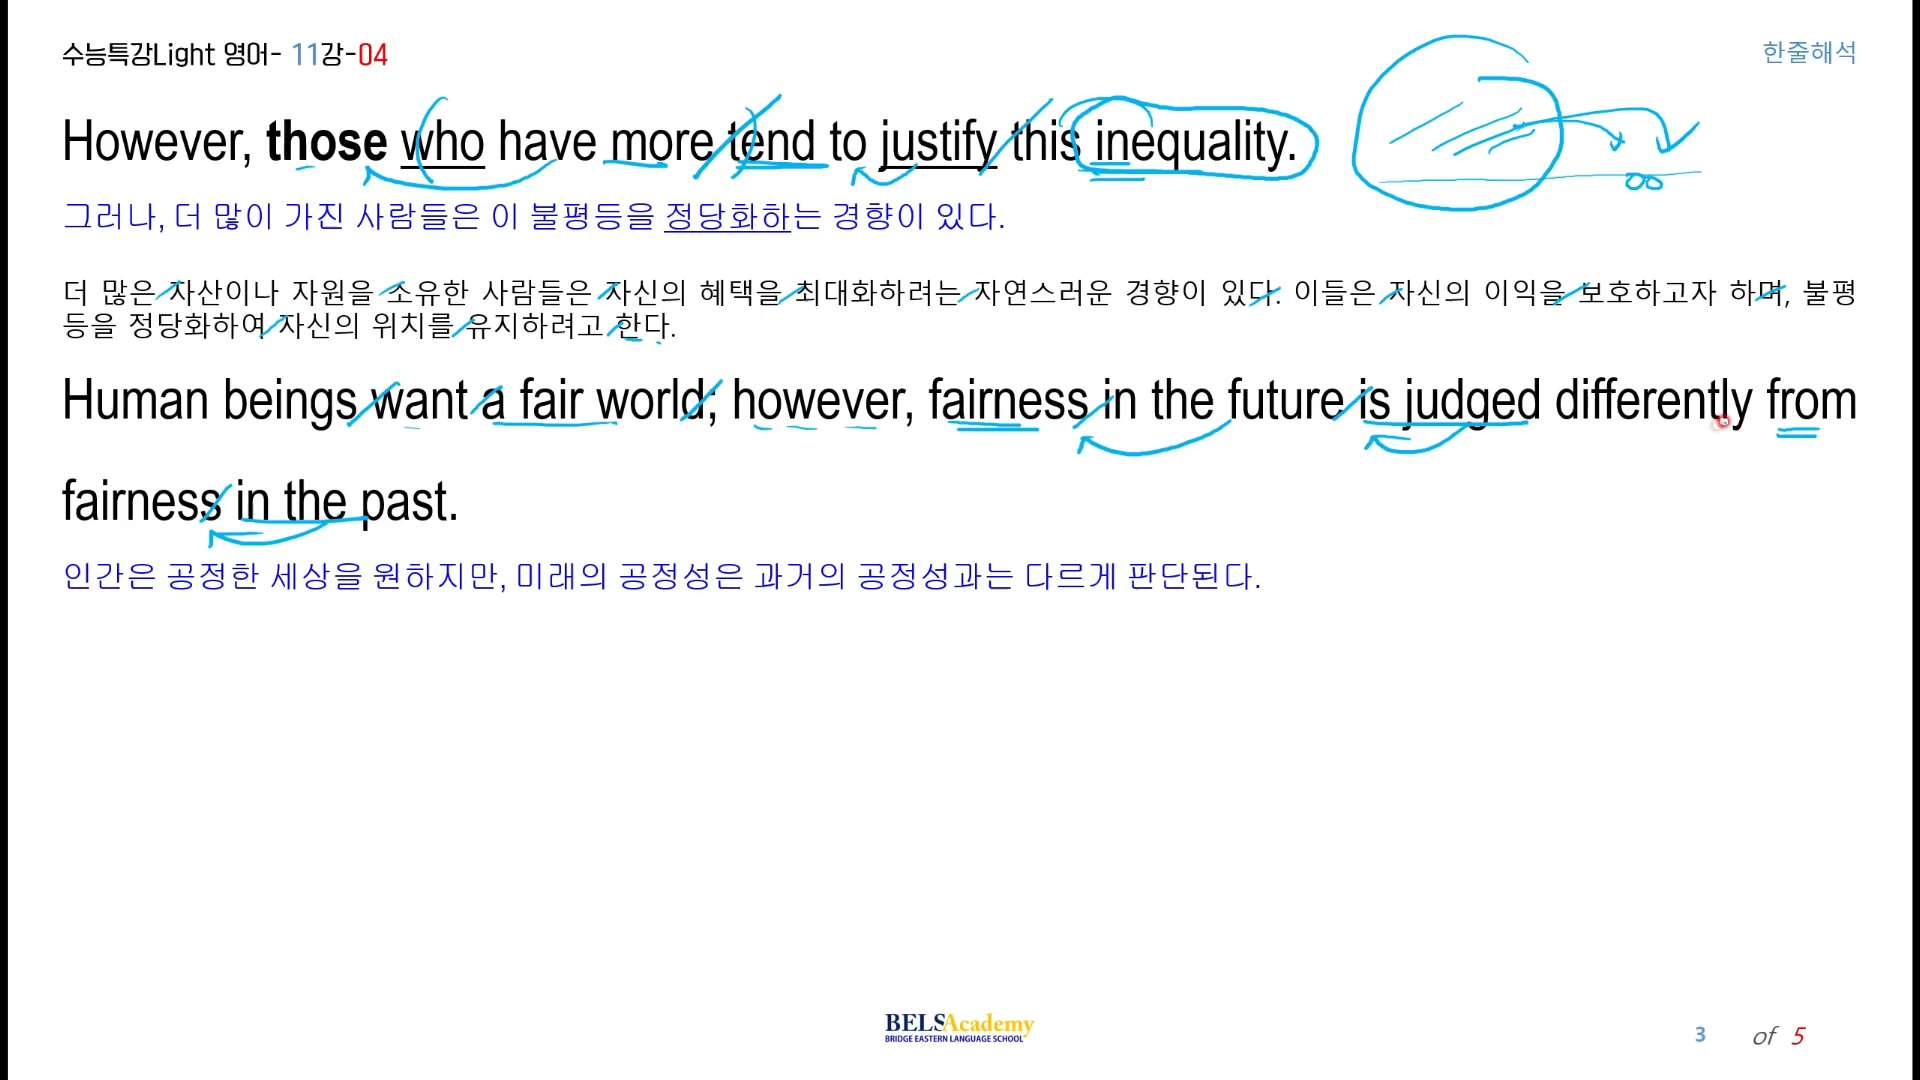 수능특강Light 영어- 11강-04
한줄해석
However, those who have more tend to justify this inequality.
그러나, 더 많이 가진 사람들은 이 불평등을 정당화하는 경향이 있다.
더 많은 자산이나 자원을 소유한 사람들은 자신의 혜택을 최대화하려는 자연스러운 경향이 있다. 이들은 자신의 이익을 보호하고자 하며, 불평
등을 정당화하여 자신의 위치를 유지하려고 한다.
Human beings want a fair world; however, fairness in the future is judged differently from
fairness in the past.
인간은 공정한 세상을 원하지만, 미래의 공정성은 과거의 공정성과는 다르게 판단된다.
BELSAcademy
BRIDGE EASTERN LANGUAGE SCHOOL
3 of 5